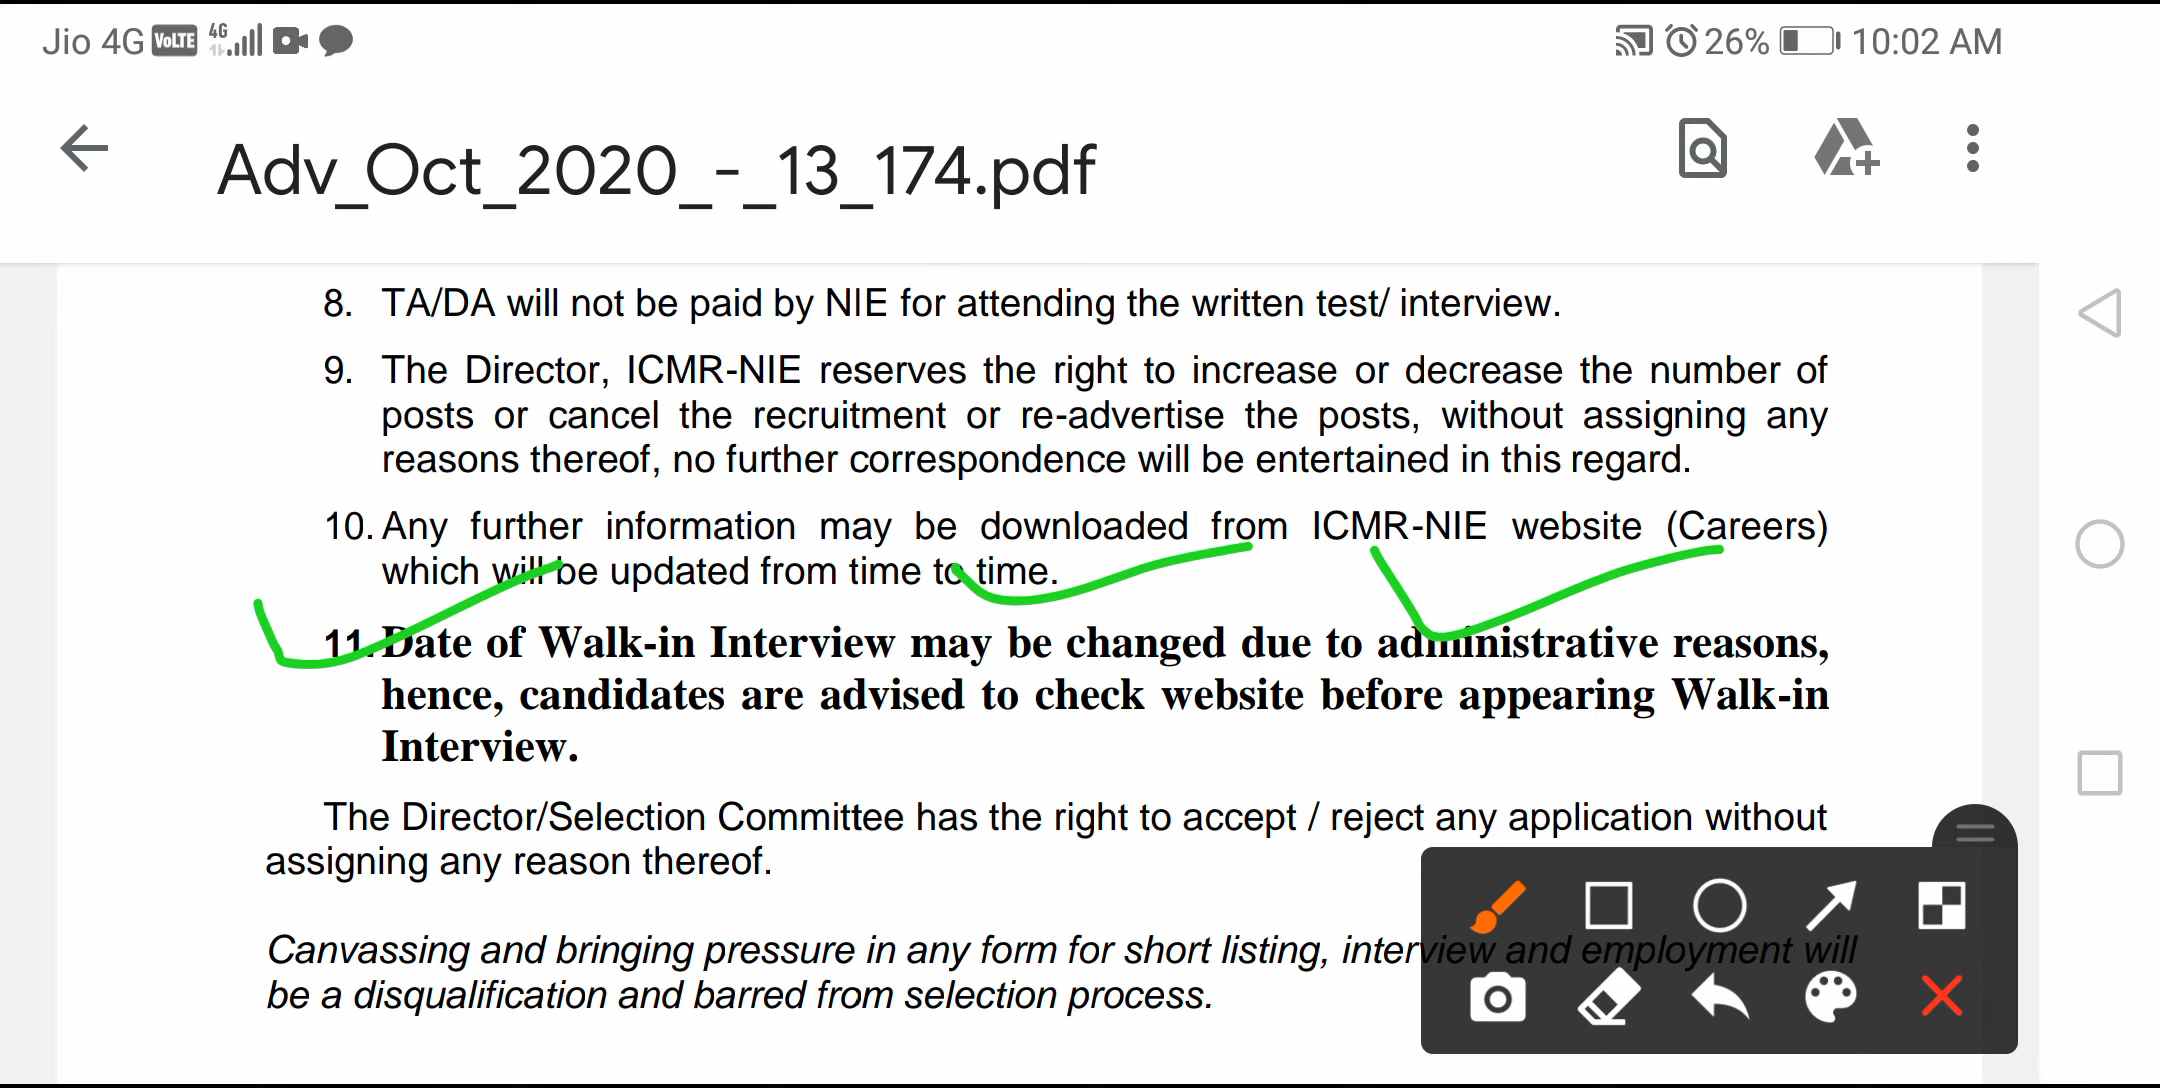 Jio 4G VoLTE 4G 26% 10:02 AM
Adv_Oct_2020_-_13_174.pdf
8. TA/DA will not be paid by NIE for attending the written test/ interview.
9. The Director, ICMR-NIE reserves the right to increase or decrease the number of
posts or cancel the recruitment or re-advertise the posts, without assigning any
reasons thereof, no further correspondence will be entertained in this regard.
10. Any further information may be downloaded from ICMR-NIE website (Careers)
which will be updated from time to time.
11. Date of Walk-in Interview may be changed due to administrative reasons,
hence, candidates are advised to check website before appearing Walk-in
Interview.
The Director/Selection Committee has the right to accept / reject any application without
assigning any reason thereof.
Canvassing and bringing pressure in any form for short listing, interview and employment will
be a disqualification and barred from selection process.